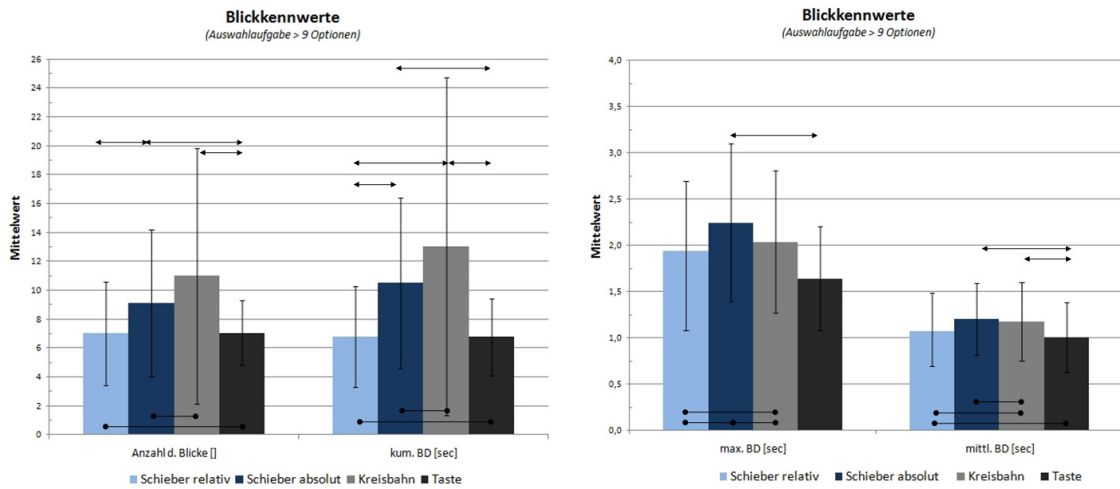 Blickkennwerte
(Auswahlaufgabe > 9 Optionen)
Mittelwert
26
24
22
20
18
16
14
12
10
8
6
4
2
0
Anzahl d. Blicke []
kum. BD [sec]
Schieber relativ
Schieber absolut
Kreisbahn
Taste
Blickkennwerte
(Auswahlaufgabe > 9 Optionen)
Mittelwert
4,0
3,5
3,0
2,5
2,0
1,5
1,0
0,5
0,0
max. BD [sec]
mittl. BD [sec]
Schieber relativ
Schieber absolut
Kreisbahn
Taste